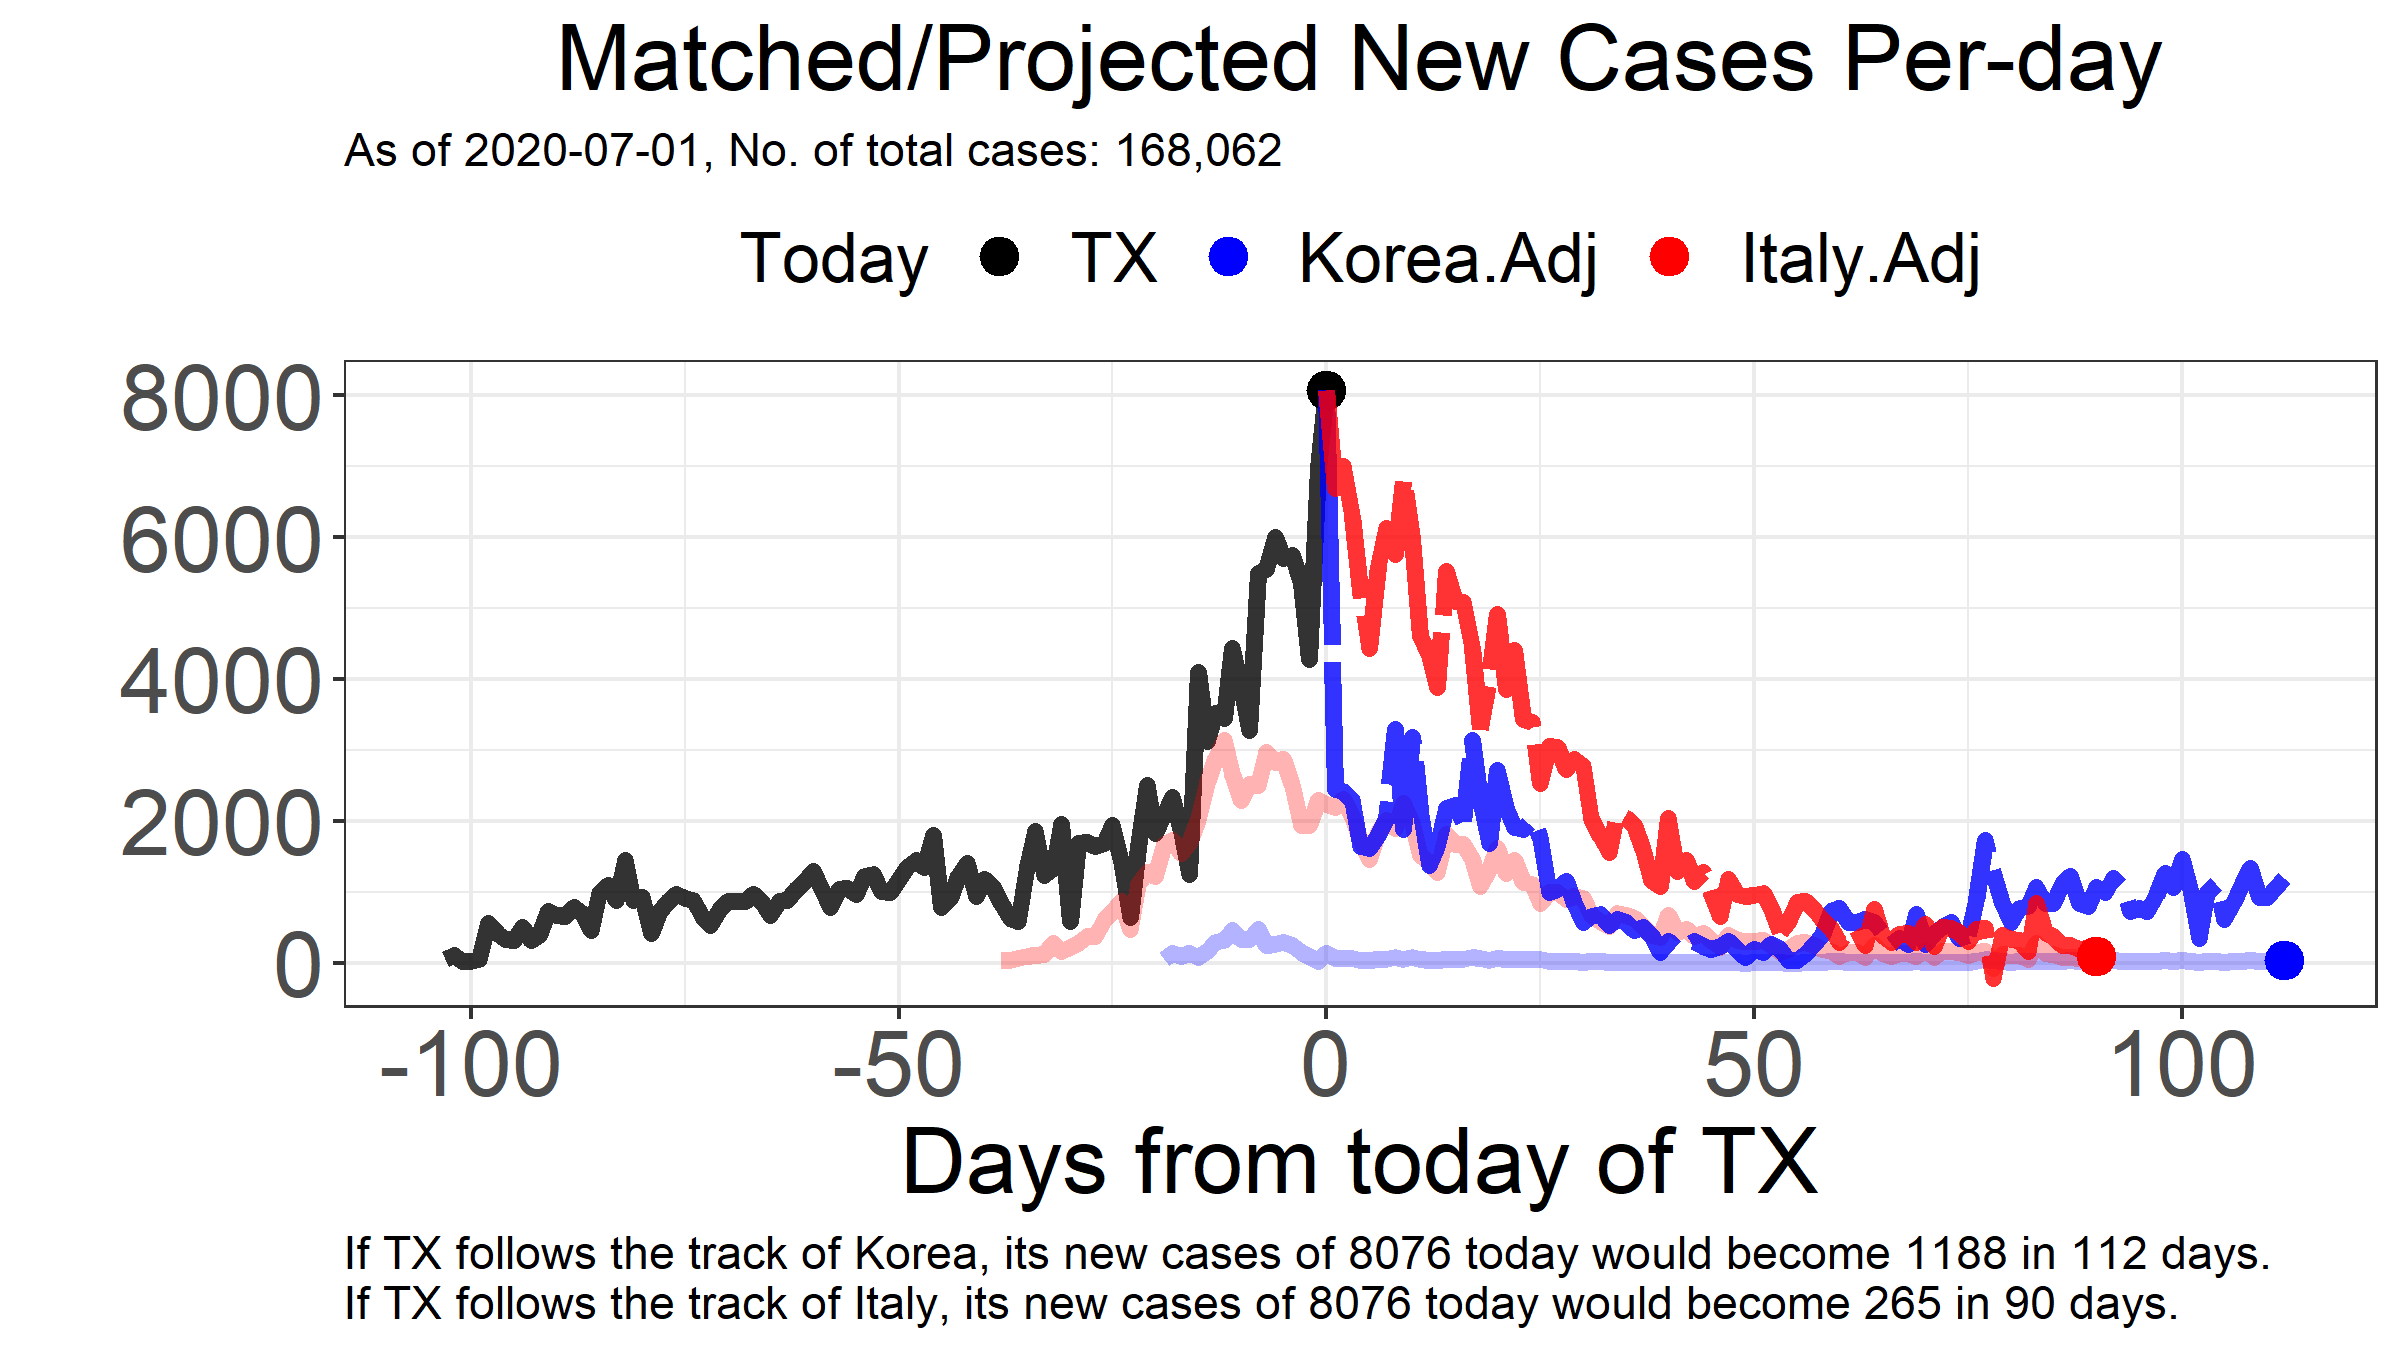 Matched/Projected New Cases Per-day
As of 2020-07-01, No. of total cases: 168,062
Today TX Korea.Adj Italy.Adj
8000
6000
4000
2000
0
-100 -50 0 50 100
Days from today of TX
If TX follows the track of Korea, its new cases of 8076 today would become 1188 in 112 days.
If TX follows the track of Italy, its new cases of 8076 today would become 265 in 90 days.